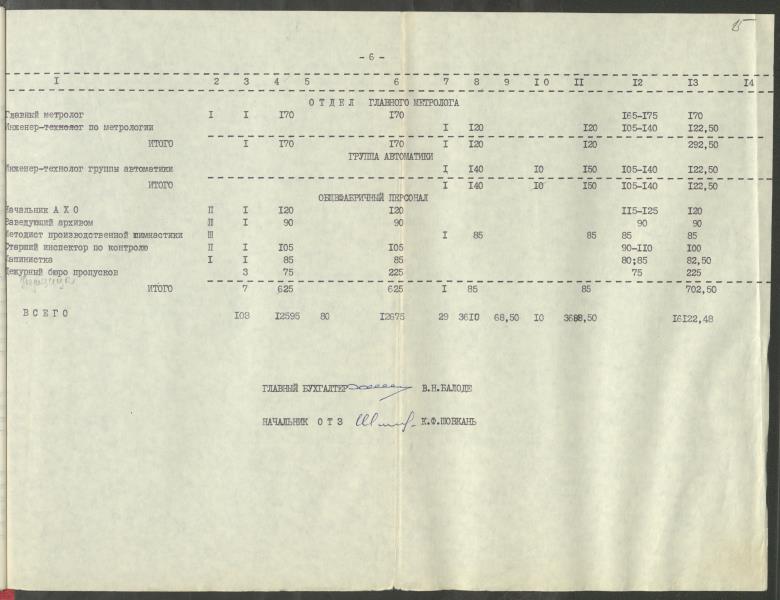 25
- 6 -
I 2 3 4 5 6 7 8 9 I0 II I2 I3 I4
О Т Д Е Л ГЛАВНОГО МЕТРОЛОГА
Главный метролог I I I70 I70 I65-I75 I70
Инженер-технолог по метрологии I I20 I20 I05-I40 I22,50
ИТОГО I I70 I70 I I20 I20 292,50
ГРУППА АВТОМАТИКИ
Инженер-технолог группы автоматики I I40 I0 I50 I05-I40 I22,50
ИТОГО I I40 I0 I50 I05-I40 I22,50
ОБЩЕФАБРИЧНЫЙ ПЕРСОНАЛ
Начальник А Х О II I I20 I20 II5-I25 I20
Заведующий архивом II I 90 90 90 90
Методист производственной гимнастики III I 85 85 85 85
Старший инспектор по контролю II I I05 I05 90-II0 I00
Машинистка I I 85 85 80;85 82,50
Дежурный бюро пропусков 3 75 225 75 225
ИТОГО 7 625 625 I 85 85 702,50
В С Е Г О I08 I2595 80 I2675 29 36I0 68,50 I0 3688,50 I6I22,48
ГЛАВНЫЙ БУХГАЛТЕР В.Н.БАЛОДЕ
НАЧАЛЬНИК О Т З К.Ф.ШОВКАНЬ